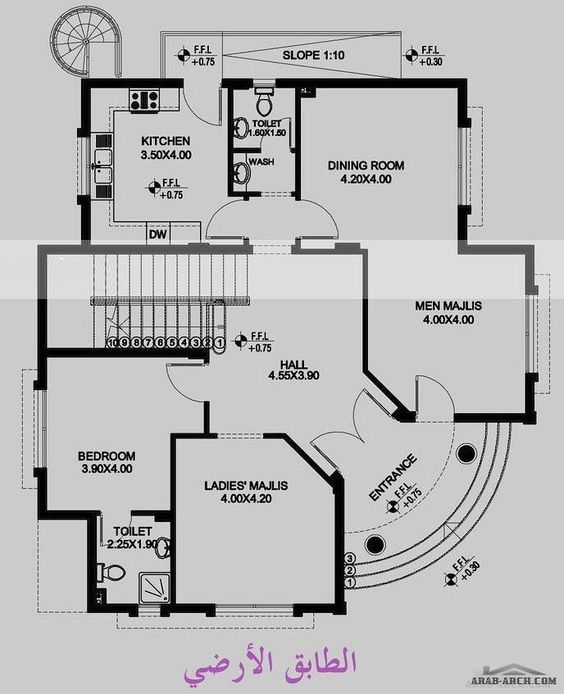 F.F.L
+0.75
SLOPE 1:10
F.F.L
+0.30
KITCHEN
3.50X4.00
F.F.L
+0.75
DW
TOILET
1.60X1.50
WASH
DINING ROOM
4.20X4.00
MEN MAJLIS
4.00X4.00
10 9 8 7 6 5 4 3 2 1
F.F.L
+0.75
HALL
4.55X3.90
BEDROOM
3.90X4.00
LADIES' MAJLIS
4.00X4.20
ENTRANCE
F.F.L
+0.75
TOILET
2.25X1.90
3
2
1
F.F.L
+0.30
الطابق الأرضي
ARAB-ARCH.COM